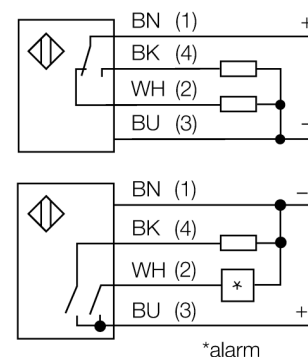 BN (1) +
BK (4)
WH (2)
BU (3) −
BN (1) −
BK (4)
WH (2)
*
BU (3) +
*alarm